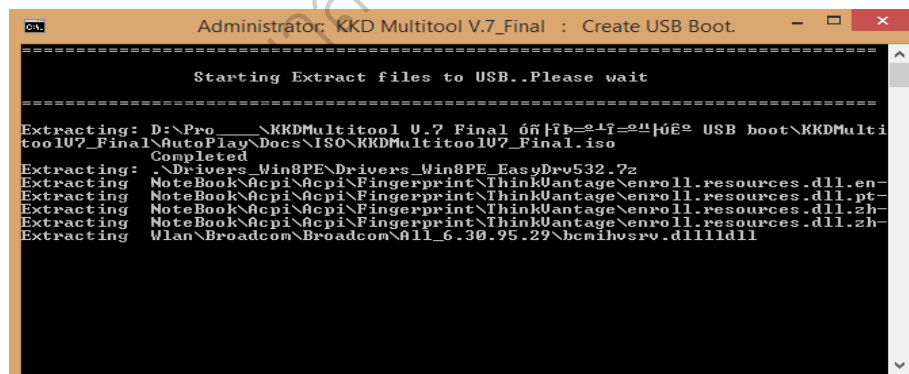 Administrator: KKD Multitool V.7_Final : Create USB Boot.
===============================================================================
Starting Extract files to USB..Please wait
===============================================================================
Extracting: D:\Pro____\KKDMultitool V.7 Final USB boot\KKDMulti
toolV7_Final\AutoPlay\Docs\ISO\KKDMultitoolV7_Final.iso
Completed
Extracting: .\Drivers_Win8PE\Drivers_Win8PE_EasyDrv532.7z
Extracting NoteBook\Acpi\Acpi\Fingerprint\ThinkVantage\enroll.resources.dll.en-
Extracting NoteBook\Acpi\Acpi\Fingerprint\ThinkVantage\enroll.resources.dll.pt-
Extracting NoteBook\Acpi\Acpi\Fingerprint\ThinkVantage\enroll.resources.dll.zh-
Extracting NoteBook\Acpi\Acpi\Fingerprint\ThinkVantage\enroll.resources.dll.zh-
Extracting Wlan\Broadcom\Broadcom\All_6.30.95.29\bcmihvsrv.dllldll